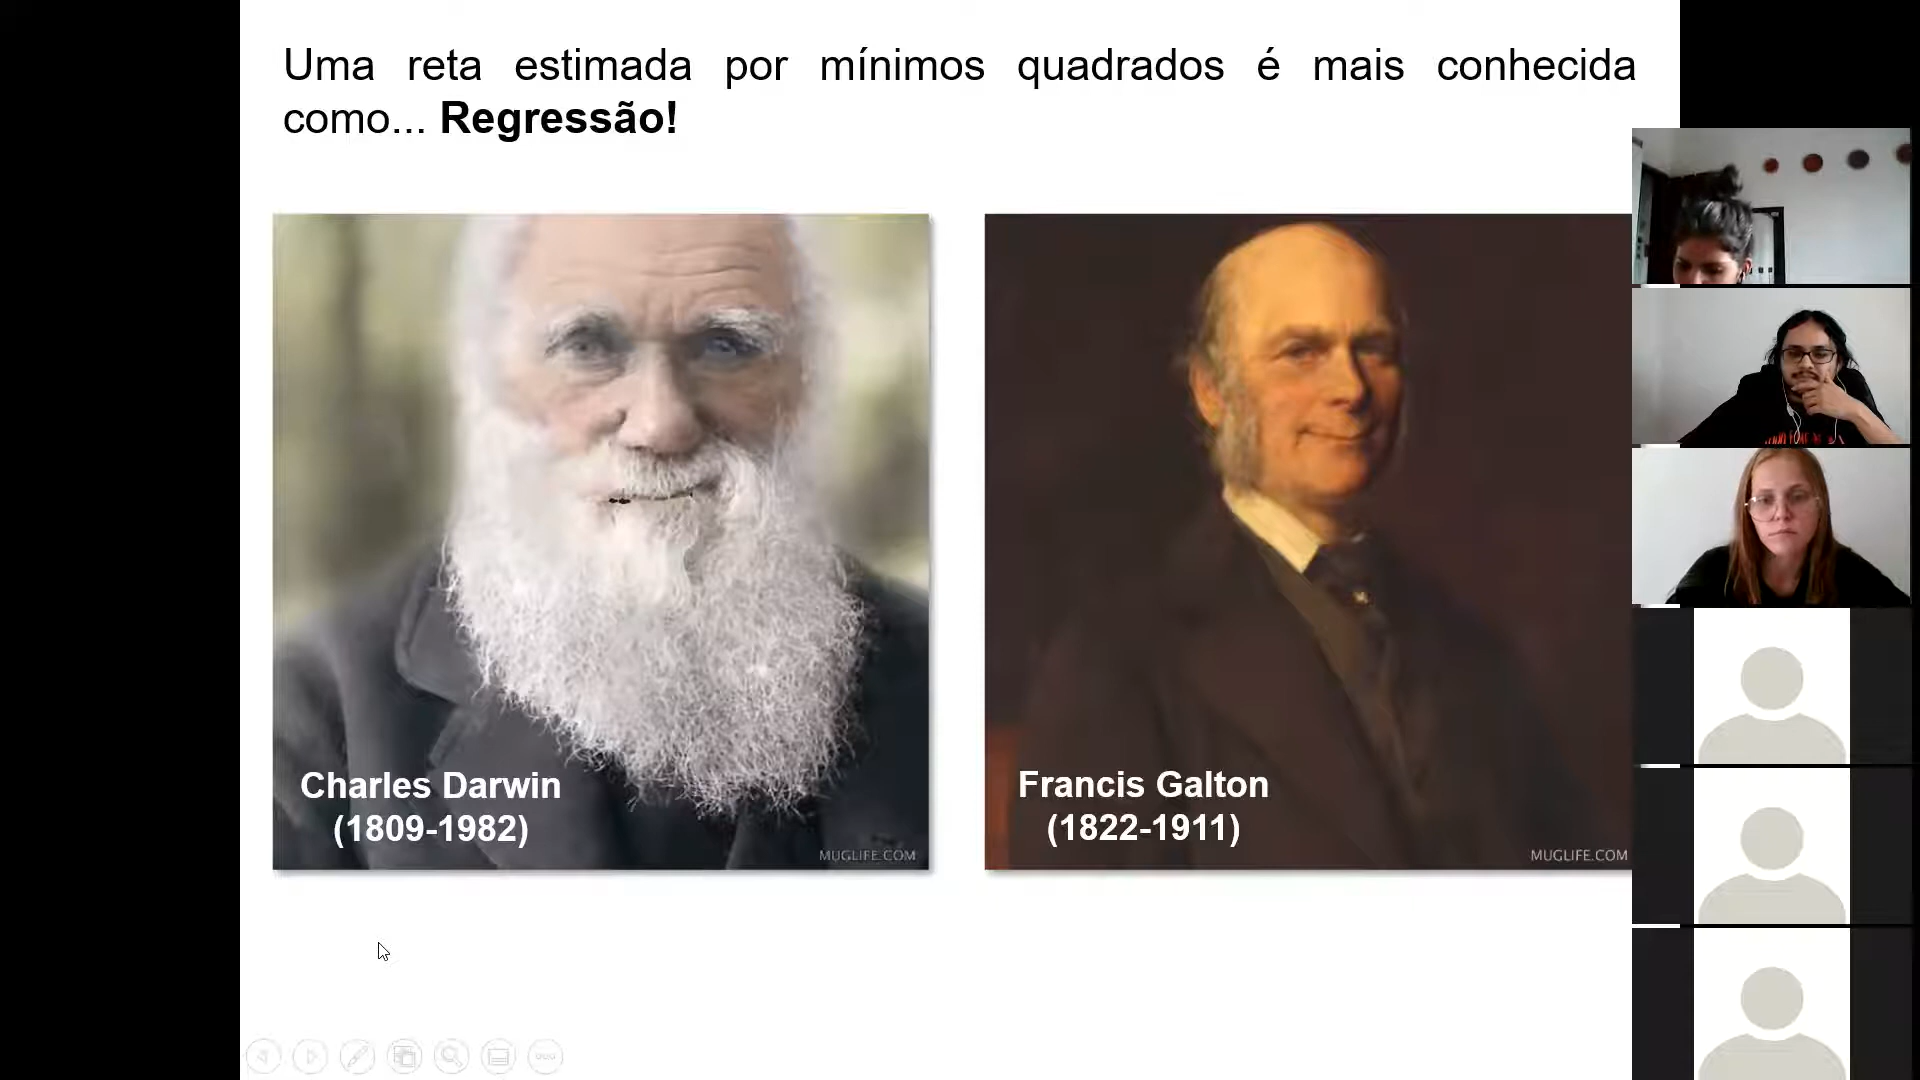 Uma reta estimada por mínimos quadrados é mais conhecida
como... Regressão!
Charles Darwin
(1809-1982)
MUGLIFE.COM
Francis Galton
(1822-1911)
MUGLIFE.COM